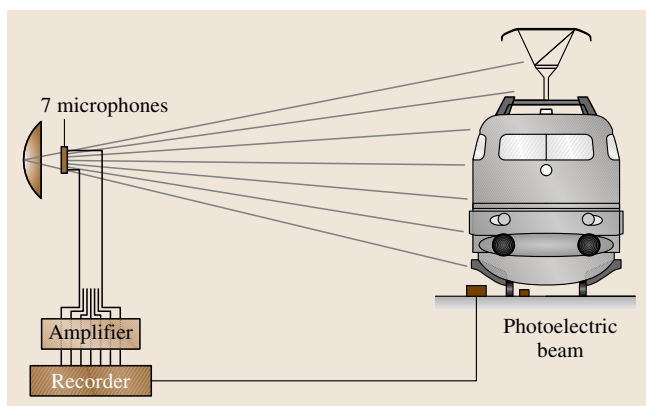 7 microphones
Amplifier
Recorder
Photoelectric
beam